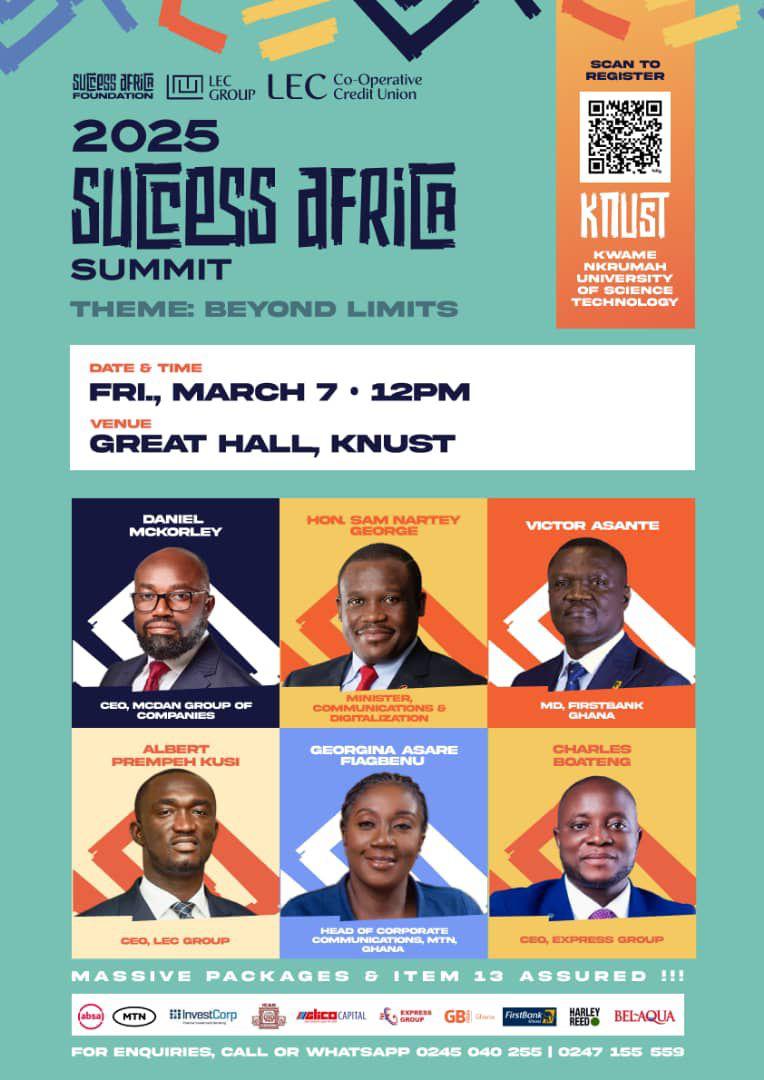 SUCCESS AFRICA
FOUNDATION
LEC
GROUP
LEC Co-Operative
Credit Union
SCAN TO
REGISTER
2025
SUCCESS AFRICA
SUMMIT
THEME: BEYOND LIMITS
KNUST
KWAME
NKRUMAH
UNIVERSITY
OF SCIENCE
TECHNOLOGY
DATE & TIME
FRI., MARCH 7 • 12PM
VENUE
GREAT HALL, KNUST
DANIEL
MCKORLEY
CEO, MCDAN GROUP OF
COMPANIES
HON. SAM NARTEY
GEORGE
MINISTER,
COMMUNICATIONS &
DIGITALIZATION
VICTOR ASANTE
MD, FIRSTBANK
GHANA
ALBERT
PREMPEH KUSI
CEO, LEC GROUP
GEORGINA ASARE
FIAGBENU
HEAD OF CORPORATE
COMMUNICATIONS, MTN,
GHANA
CHARLES
BOATENG
CEO, EXPRESS GROUP
MASSIVE PACKAGES & ITEM 13 ASSURED !!!
absa
MTN
InvestCorp
GLICO CAPITAL
EXPRESS
GROUP
GB
FirstBank
HARLEY
REED
BEL-AQUA
FOR ENQUIRIES, CALL OR WHATSAPP 0245 040 255 | 0247 155 559